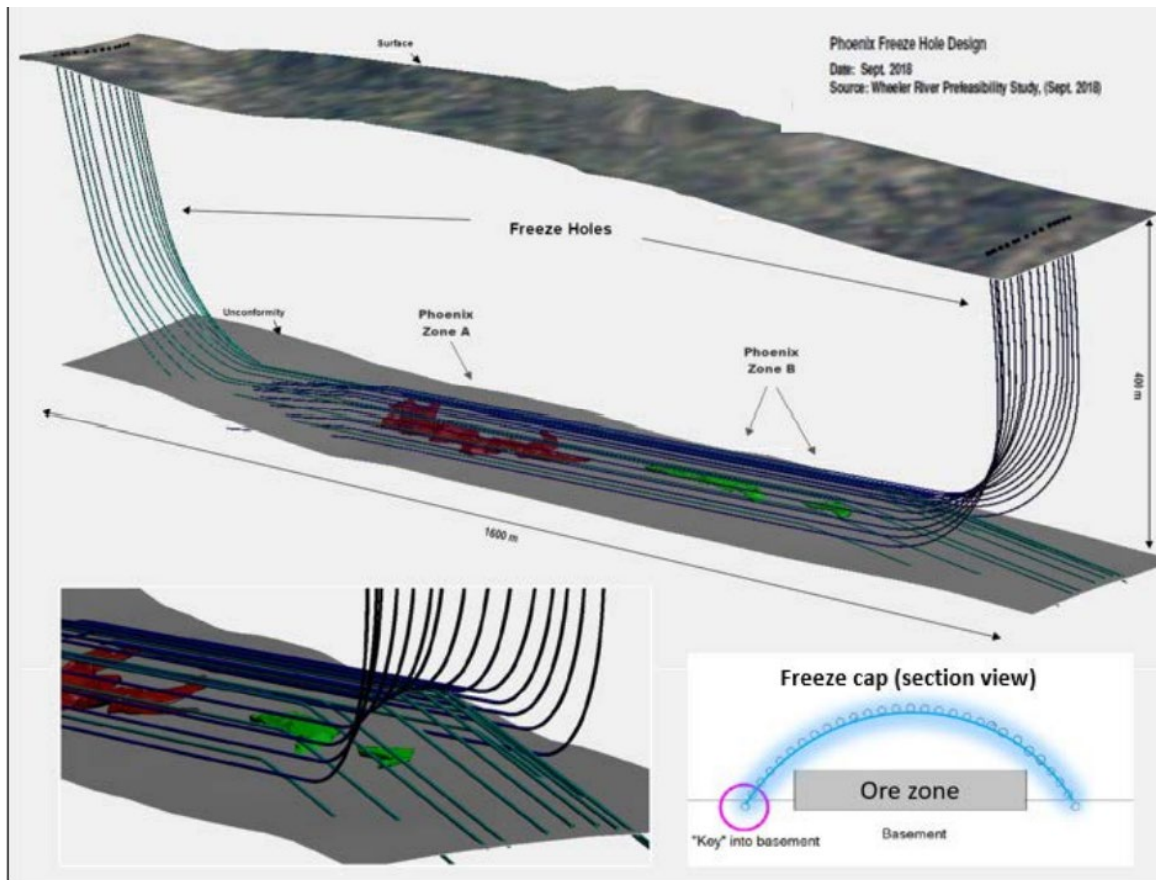 Surface
Phoenix Freeze Hole Design
Date: Sept. 2018
Source: Wheeler River Prefeasibility Study, (Sept. 2018)
Freeze Holes
Unconformity
Phoenix
Zone A
Phoenix
Zone B
400 m
1600 m
Freeze cap (section view)
Ore zone
"Key" into basement
Basement